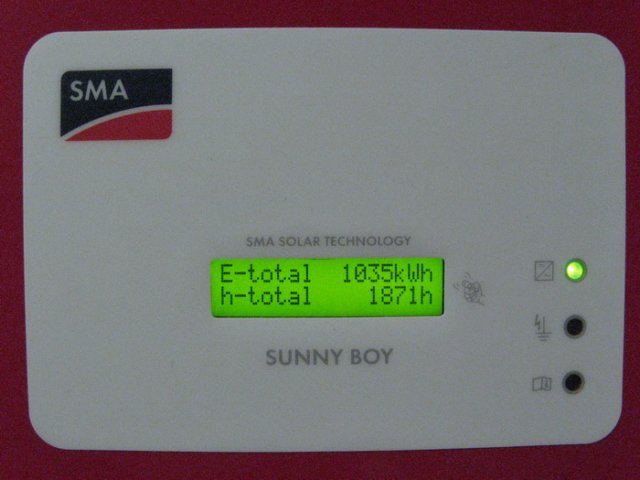 SMA
SMA SOLAR TECHNOLOGY
E-total 1035kWh
h-total 1871h
SUNNY BOY